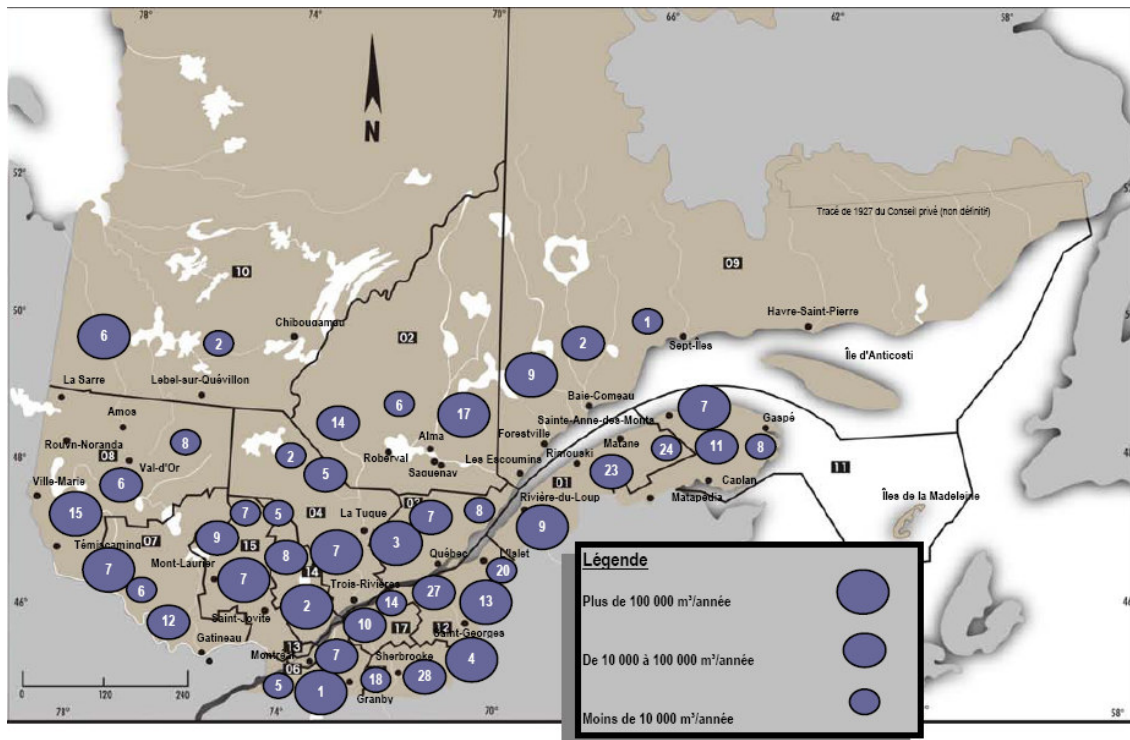 78° 74° 70° 66° 62° 58°
52°
Tracé de 1927 du Conseil privé (non définitif)
09
10
50°
1
Havre-Saint-Pierre
6
2
Chibougamau
02
2
Sept-Îles
Île d'Anticosti
9
La Sarre
Lebel-sur-Quévillon
6
17
Baie-Comeau
7
14
Sainte-Anne-des-Monts
Gaspé
Amos
Alma
Forestville
Matane
24
11
8
Rouyn-Noranda
8
2
Roberval
Saguenay
Les Escoumins
Rimouski
48°
08
Val-d'Or
5
23
Caplan
11
Ville-Marie
6
01
Matapédia
Îles de la Madeleine
15
7
5
04
03
7
8
Rivière-du-Loup
La Tuque
9
Témiscaming
07
9
15
3
Québec
L'Islet
7
Mont-Laurier
8
7
14
20
6
7
Trois-Rivières
27
13
46°
2
14
46°
12
Saint-Jovite
10
17
12
Saint-Georges
Gatineau
13
Montréal
7
Sherbrooke
4
06
5
1
18
28
Granby
0 120 240
78° 74° 70° 58°
N
Légende
Plus de 100 000 m³/année
De 10 000 à 100 000 m³/année
Moins de 10 000 m³/année